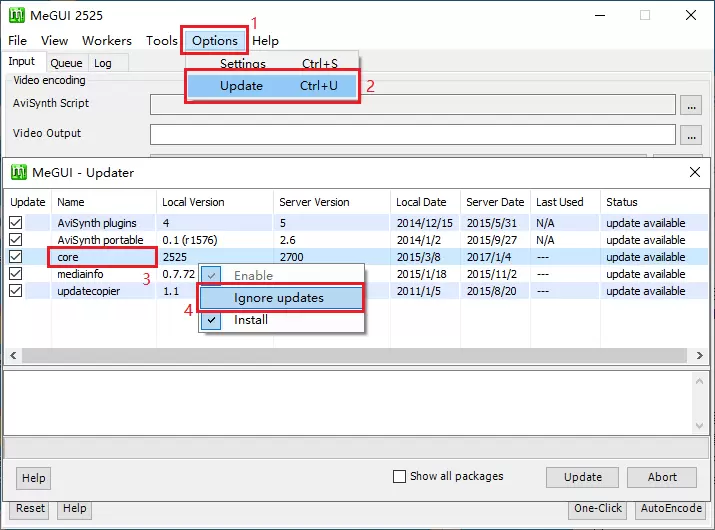 MeGUI 2525
1
File View Workers Tools Options Help
Input Queue Log
Settings Ctrl+S
Update Ctrl+U 2
Video encoding
AviSynth Script ...
Video Output ...
MeGUI - Updater
Update Name Local Version Server Version Local Date Server Date Last Used Status
AviSynth plugins 4 5 2014/12/15 2015/5/31 N/A update available
AviSynth portable 0.1 (r1576) 2.6 2014/1/2 2015/9/27 N/A update available
core 2525 2700 2015/3/8 2017/1/4 --- update available
3 mediainfo 0.7.72 2015/1/18 2015/11/2 --- update available
updatecopier 1.1 2011/1/5 2015/8/20 --- update available
Enable
4 Ignore updates
Install
Help Show all packages Update Abort
Reset Help One-Click AutoEncode